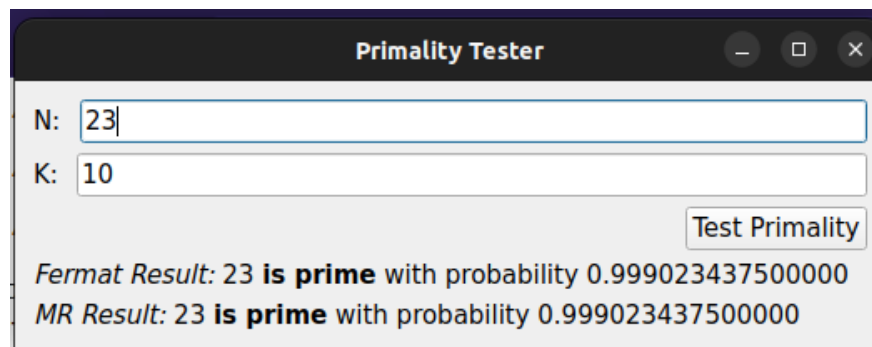 Primality Tester
N: 23
K: 10
Test Primality
Fermat Result: 23 is prime with probability 0.999023437500000
MR Result: 23 is prime with probability 0.999023437500000